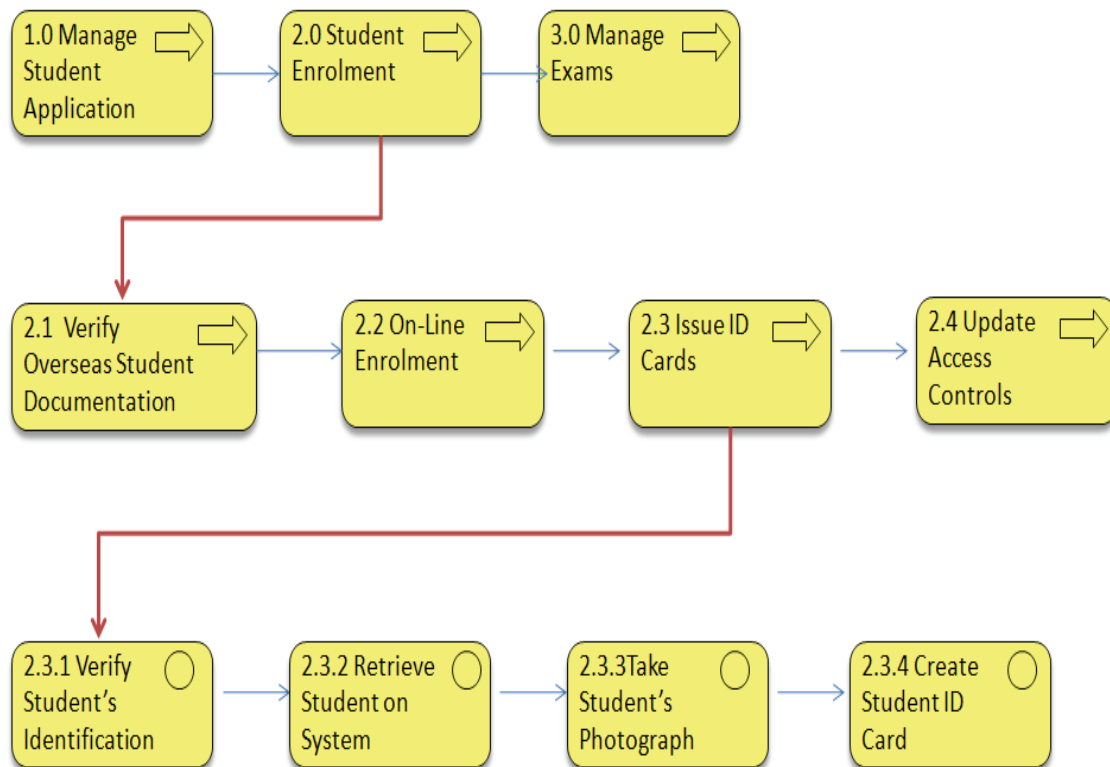 1.0 Manage
Student
Application
2.0 Student
Enrolment
3.0 Manage
Exams
2.1 Verify
Overseas Student
Documentation
2.2 On-Line
Enrolment
2.3 Issue ID
Cards
2.4 Update
Access
Controls
2.3.1 Verify
Student's
Identification
2.3.2 Retrieve
Student on
System
2.3.3Take
Student's
Photograph
2.3.4 Create
Student ID
Card